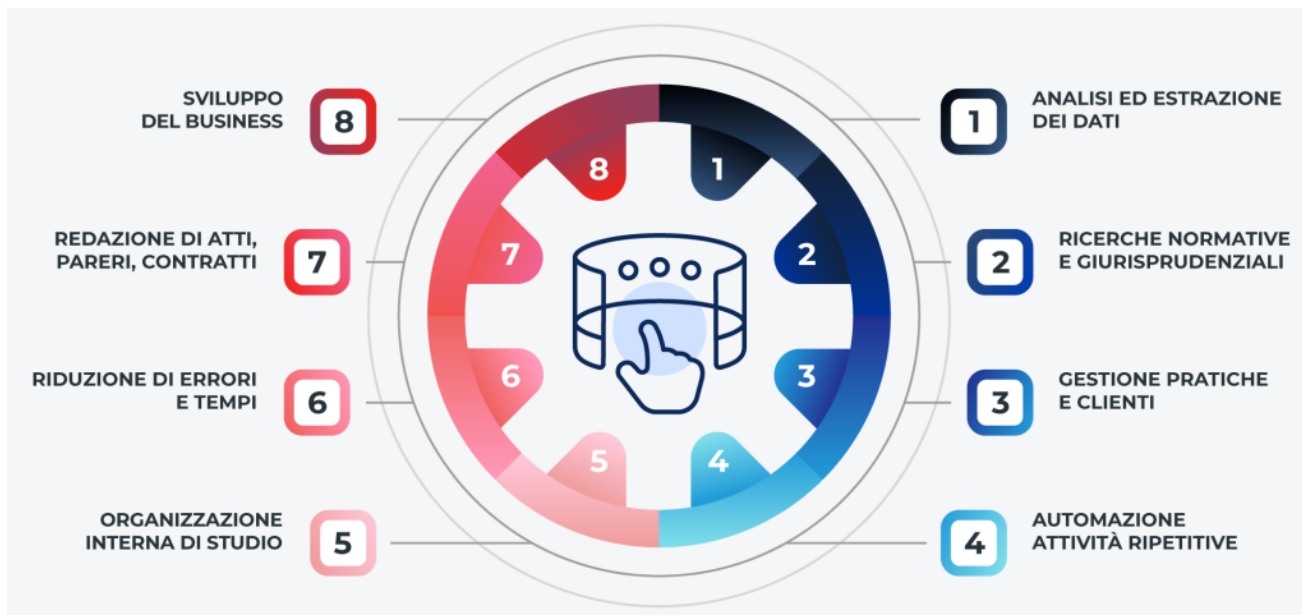 1
ANALISI ED ESTRAZIONE
DEI DATI
2
RICERCHE NORMATIVE
E GIURISPRUDENZIALI
3
GESTIONE PRATICHE
E CLIENTI
4
AUTOMAZIONE
ATTIVITÀ RIPETITIVE
5
ORGANIZZAZIONE
INTERNA DI STUDIO
6
RIDUZIONE DI ERRORI
E TEMPI
7
REDAZIONE DI ATTI,
PARERI, CONTRATTI
8
SVILUPPO
DEL BUSINESS
1
2
3
4
5
6
7
8